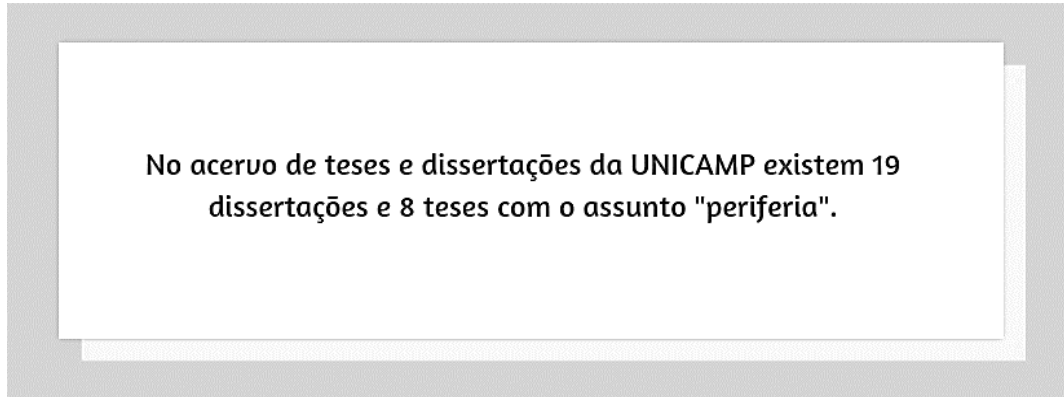 No acervo de teses e dissertações da UNICAMP existem 19
dissertações e 8 teses com o assunto "periferia".